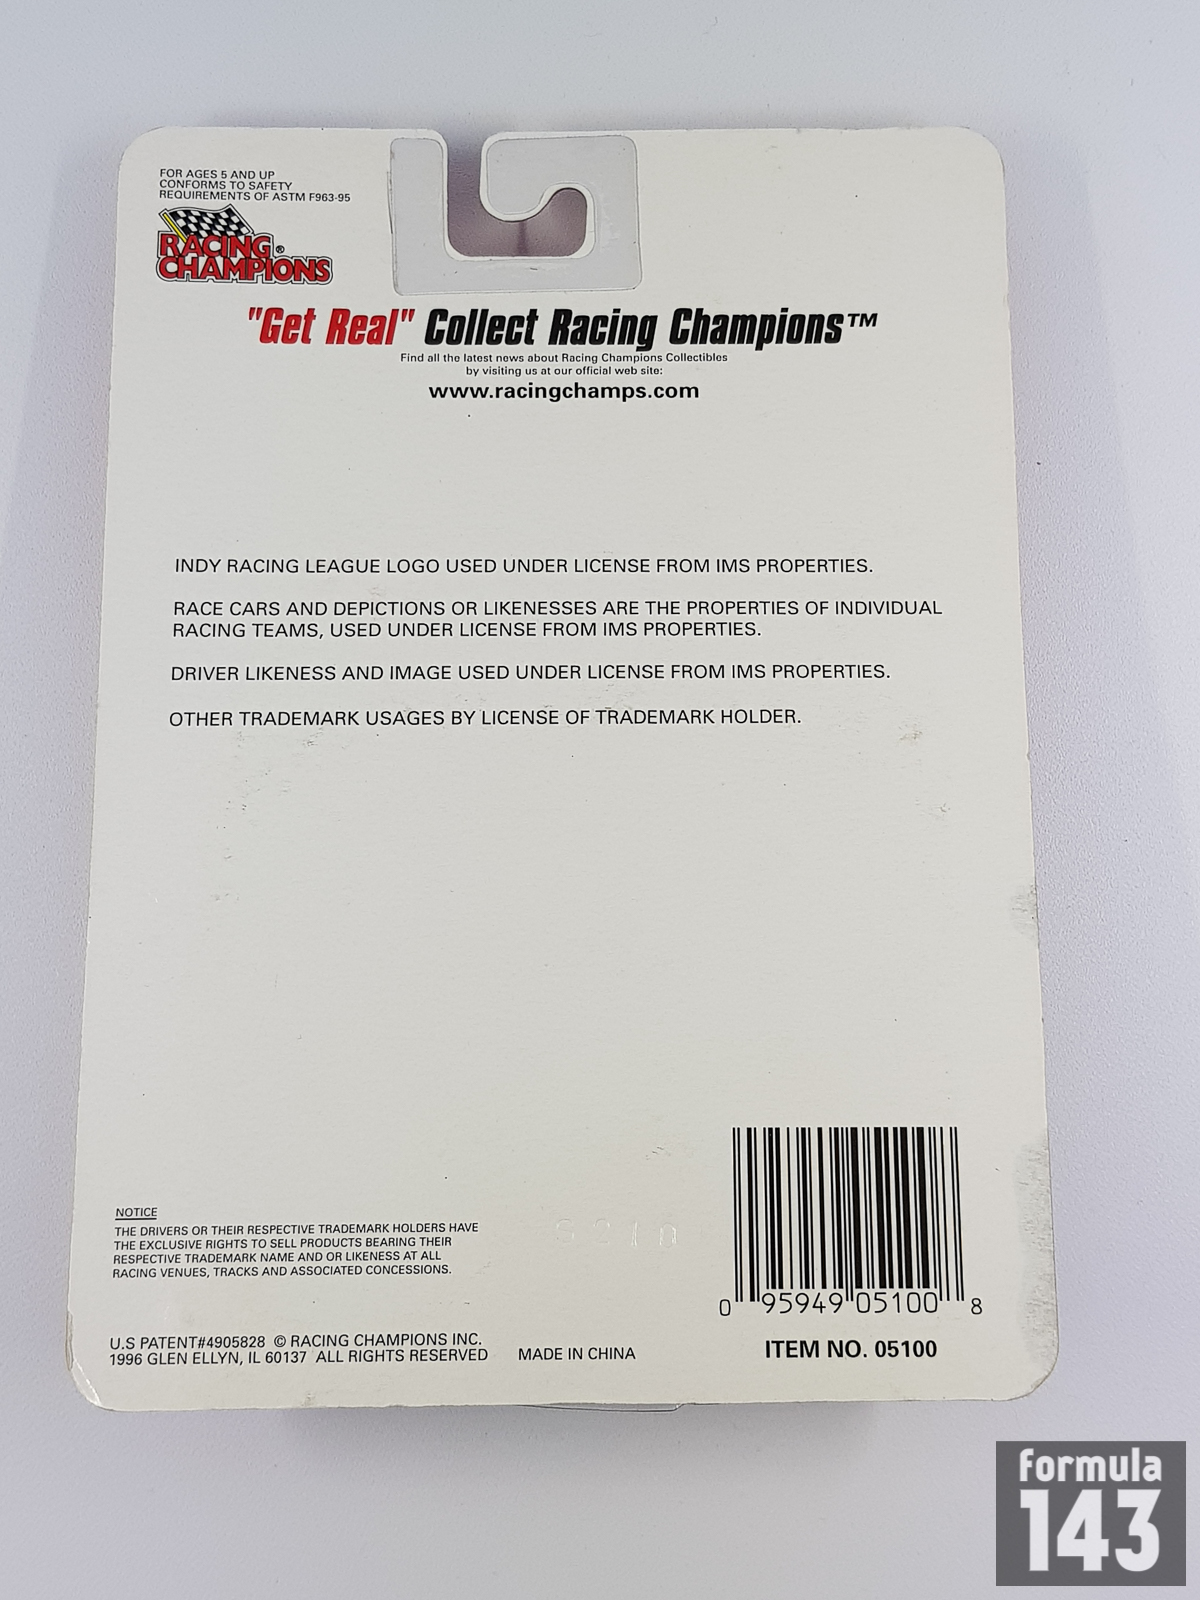 FOR AGES 5 AND UP
CONFORMS TO SAFETY
REQUIREMENTS OF ASTM F963-95
RACING®
CHAMPIONS
"Get Real" Collect Racing Champions™
Find all the latest news about Racing Champions Collectibles
by visiting us at our official web site:
www.racingchamps.com
INDY RACING LEAGUE LOGO USED UNDER LICENSE FROM IMS PROPERTIES.
RACE CARS AND DEPICTIONS OR LIKENESSES ARE THE PROPERTIES OF INDIVIDUAL
RACING TEAMS, USED UNDER LICENSE FROM IMS PROPERTIES.
DRIVER LIKENESS AND IMAGE USED UNDER LICENSE FROM IMS PROPERTIES.
OTHER TRADEMARK USAGES BY LICENSE OF TRADEMARK HOLDER.
NOTICE
THE DRIVERS OR THEIR RESPECTIVE TRADEMARK HOLDERS HAVE
THE EXCLUSIVE RIGHTS TO SELL PRODUCTS BEARING THEIR
RESPECTIVE TRADEMARK NAME AND OR LIKENESS AT ALL
RACING VENUES, TRACKS AND ASSOCIATED CONCESSIONS.
U.S PATENT#4905828 © RACING CHAMPIONS INC.
1996 GLEN ELLYN, IL 60137 ALL RIGHTS RESERVED MADE IN CHINA
0 95949 05100 8
ITEM NO. 05100
formula
143